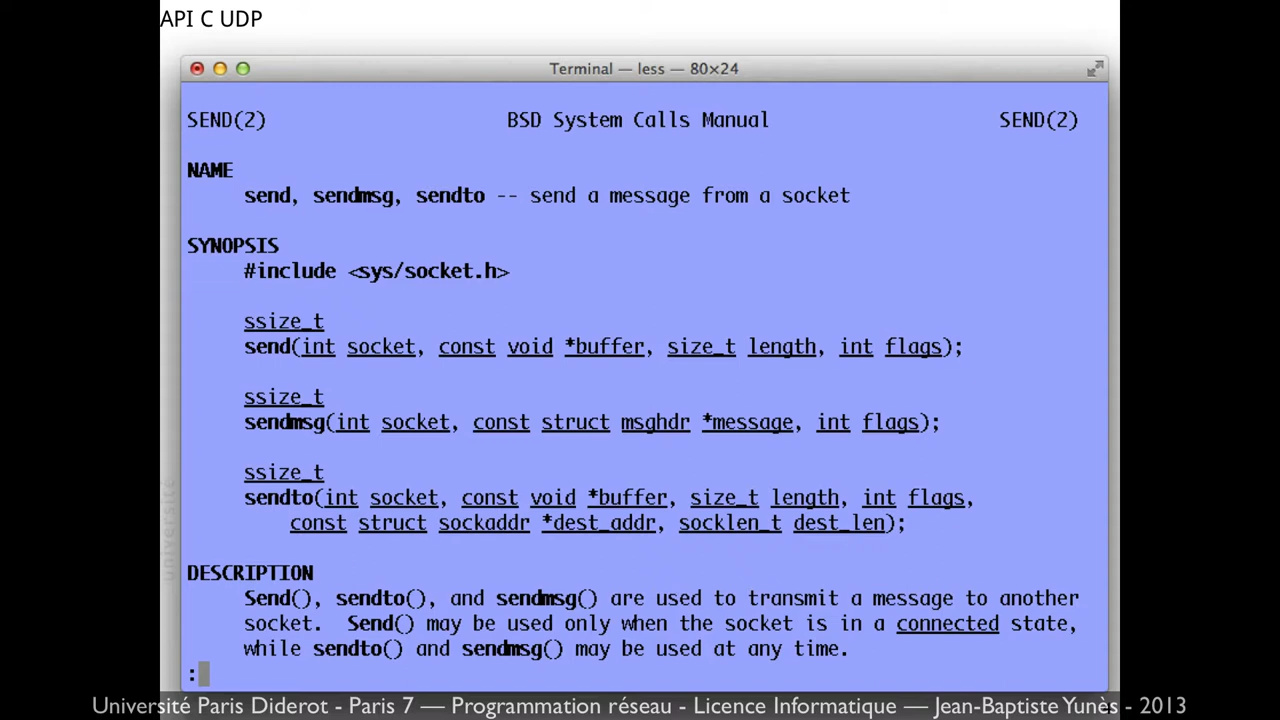 API C UDP
Terminal — less — 80×24
SEND(2) BSD System Calls Manual SEND(2)
NAME
send, sendmsg, sendto -- send a message from a socket
SYNOPSIS
#include <sys/socket.h>
ssize_t
send(int socket, const void *buffer, size_t length, int flags);
ssize_t
sendmsg(int socket, const struct msghdr *message, int flags);
ssize_t
sendto(int socket, const void *buffer, size_t length, int flags,
const struct sockaddr *dest_addr, socklen_t dest_len);
DESCRIPTION
Send(), sendto(), and sendmsg() are used to transmit a message to another
socket. Send() may be used only when the socket is in a connected state,
while sendto() and sendmsg() may be used at any time.
:
Université
Université Paris Diderot - Paris 7 — Programmation réseau - Licence Informatique — Jean-Baptiste Yunès - 2013